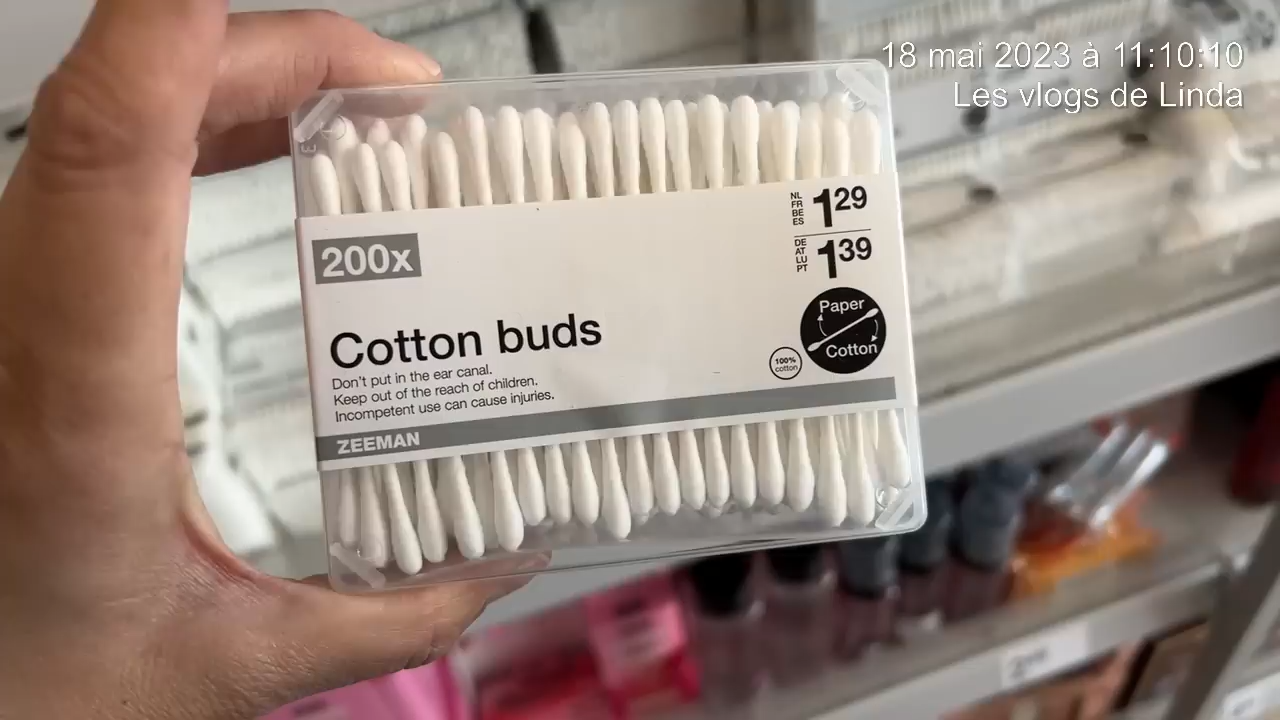 18 mai 2023 à 11:10:10
Les vlogs de Linda
NL
FR
BE
ES
1 29
DE
AT
LU
PT
1 39
200x
Paper
Cotton
100%
cotton
Cotton buds
Don't put in the ear canal.
Keep out of the reach of children.
Incompetent use can cause injuries.
ZEEMAN